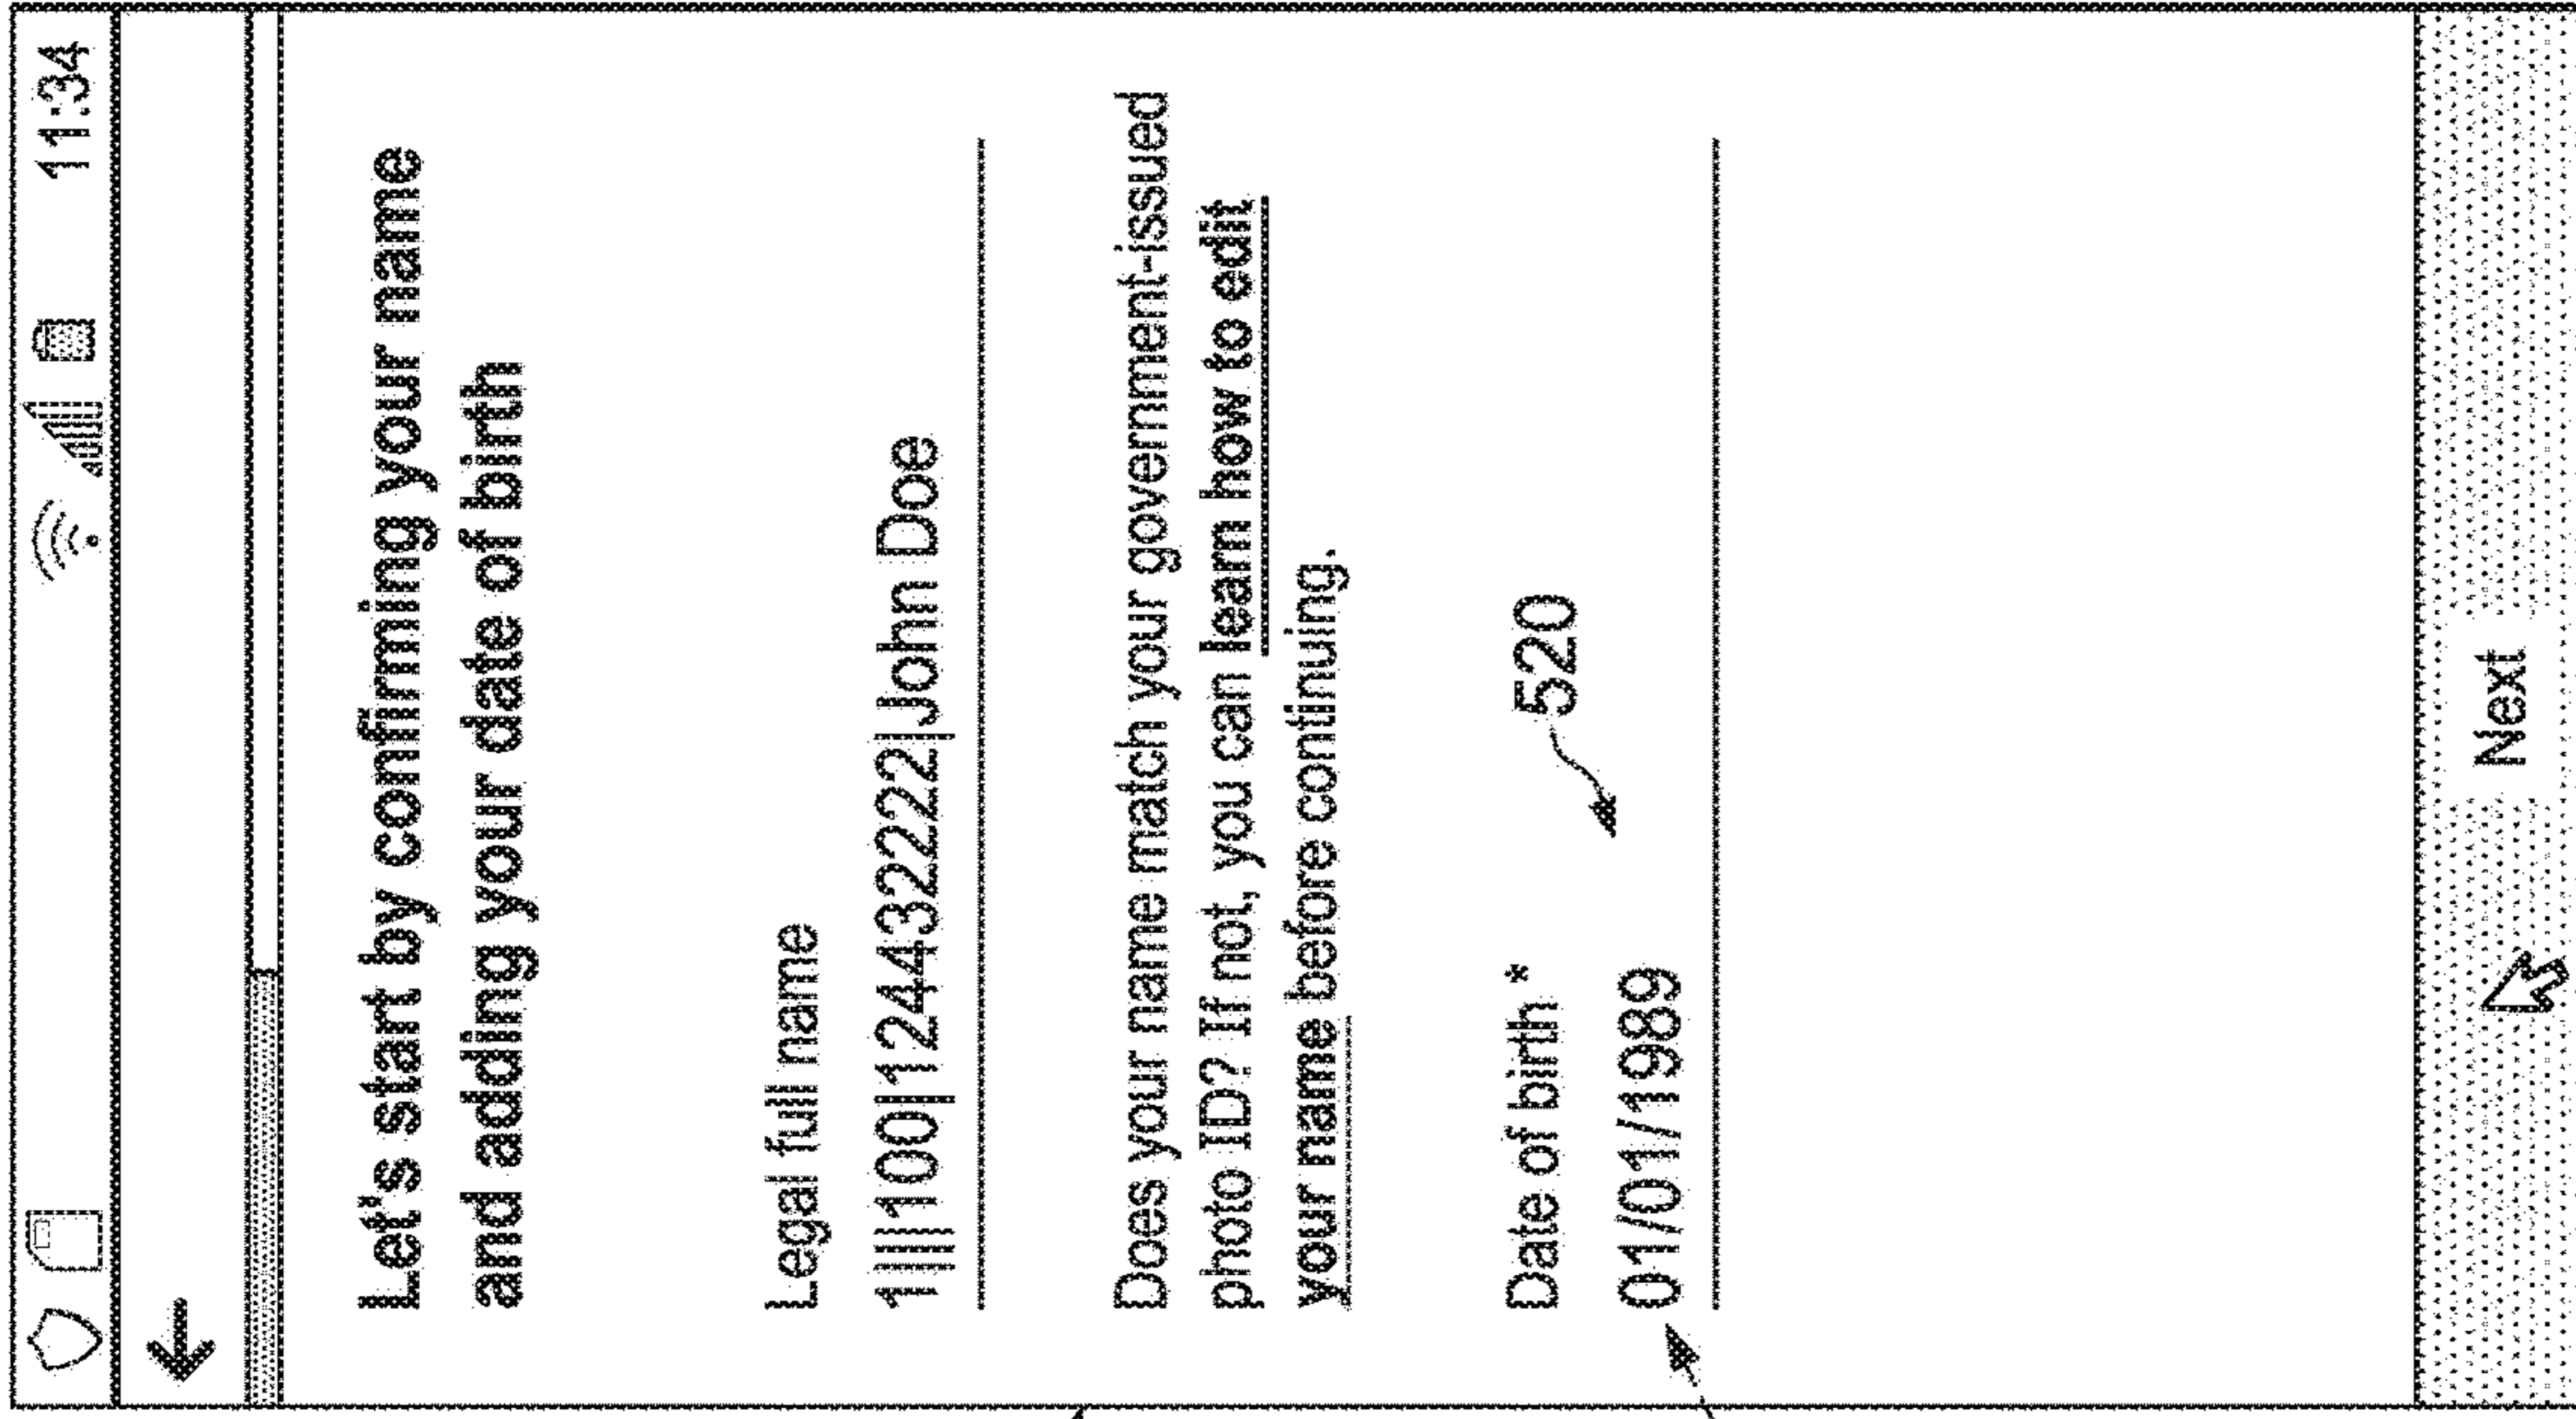 11:34
Let's start by confirming your name
and adding your date of birth
Legal full name
1||||100|124432222|John Doe
Does your name match your government-issued
photo ID? If not, you can learn how to edit
your name before continuing.
520
Date of birth *
01/01/1989
Next